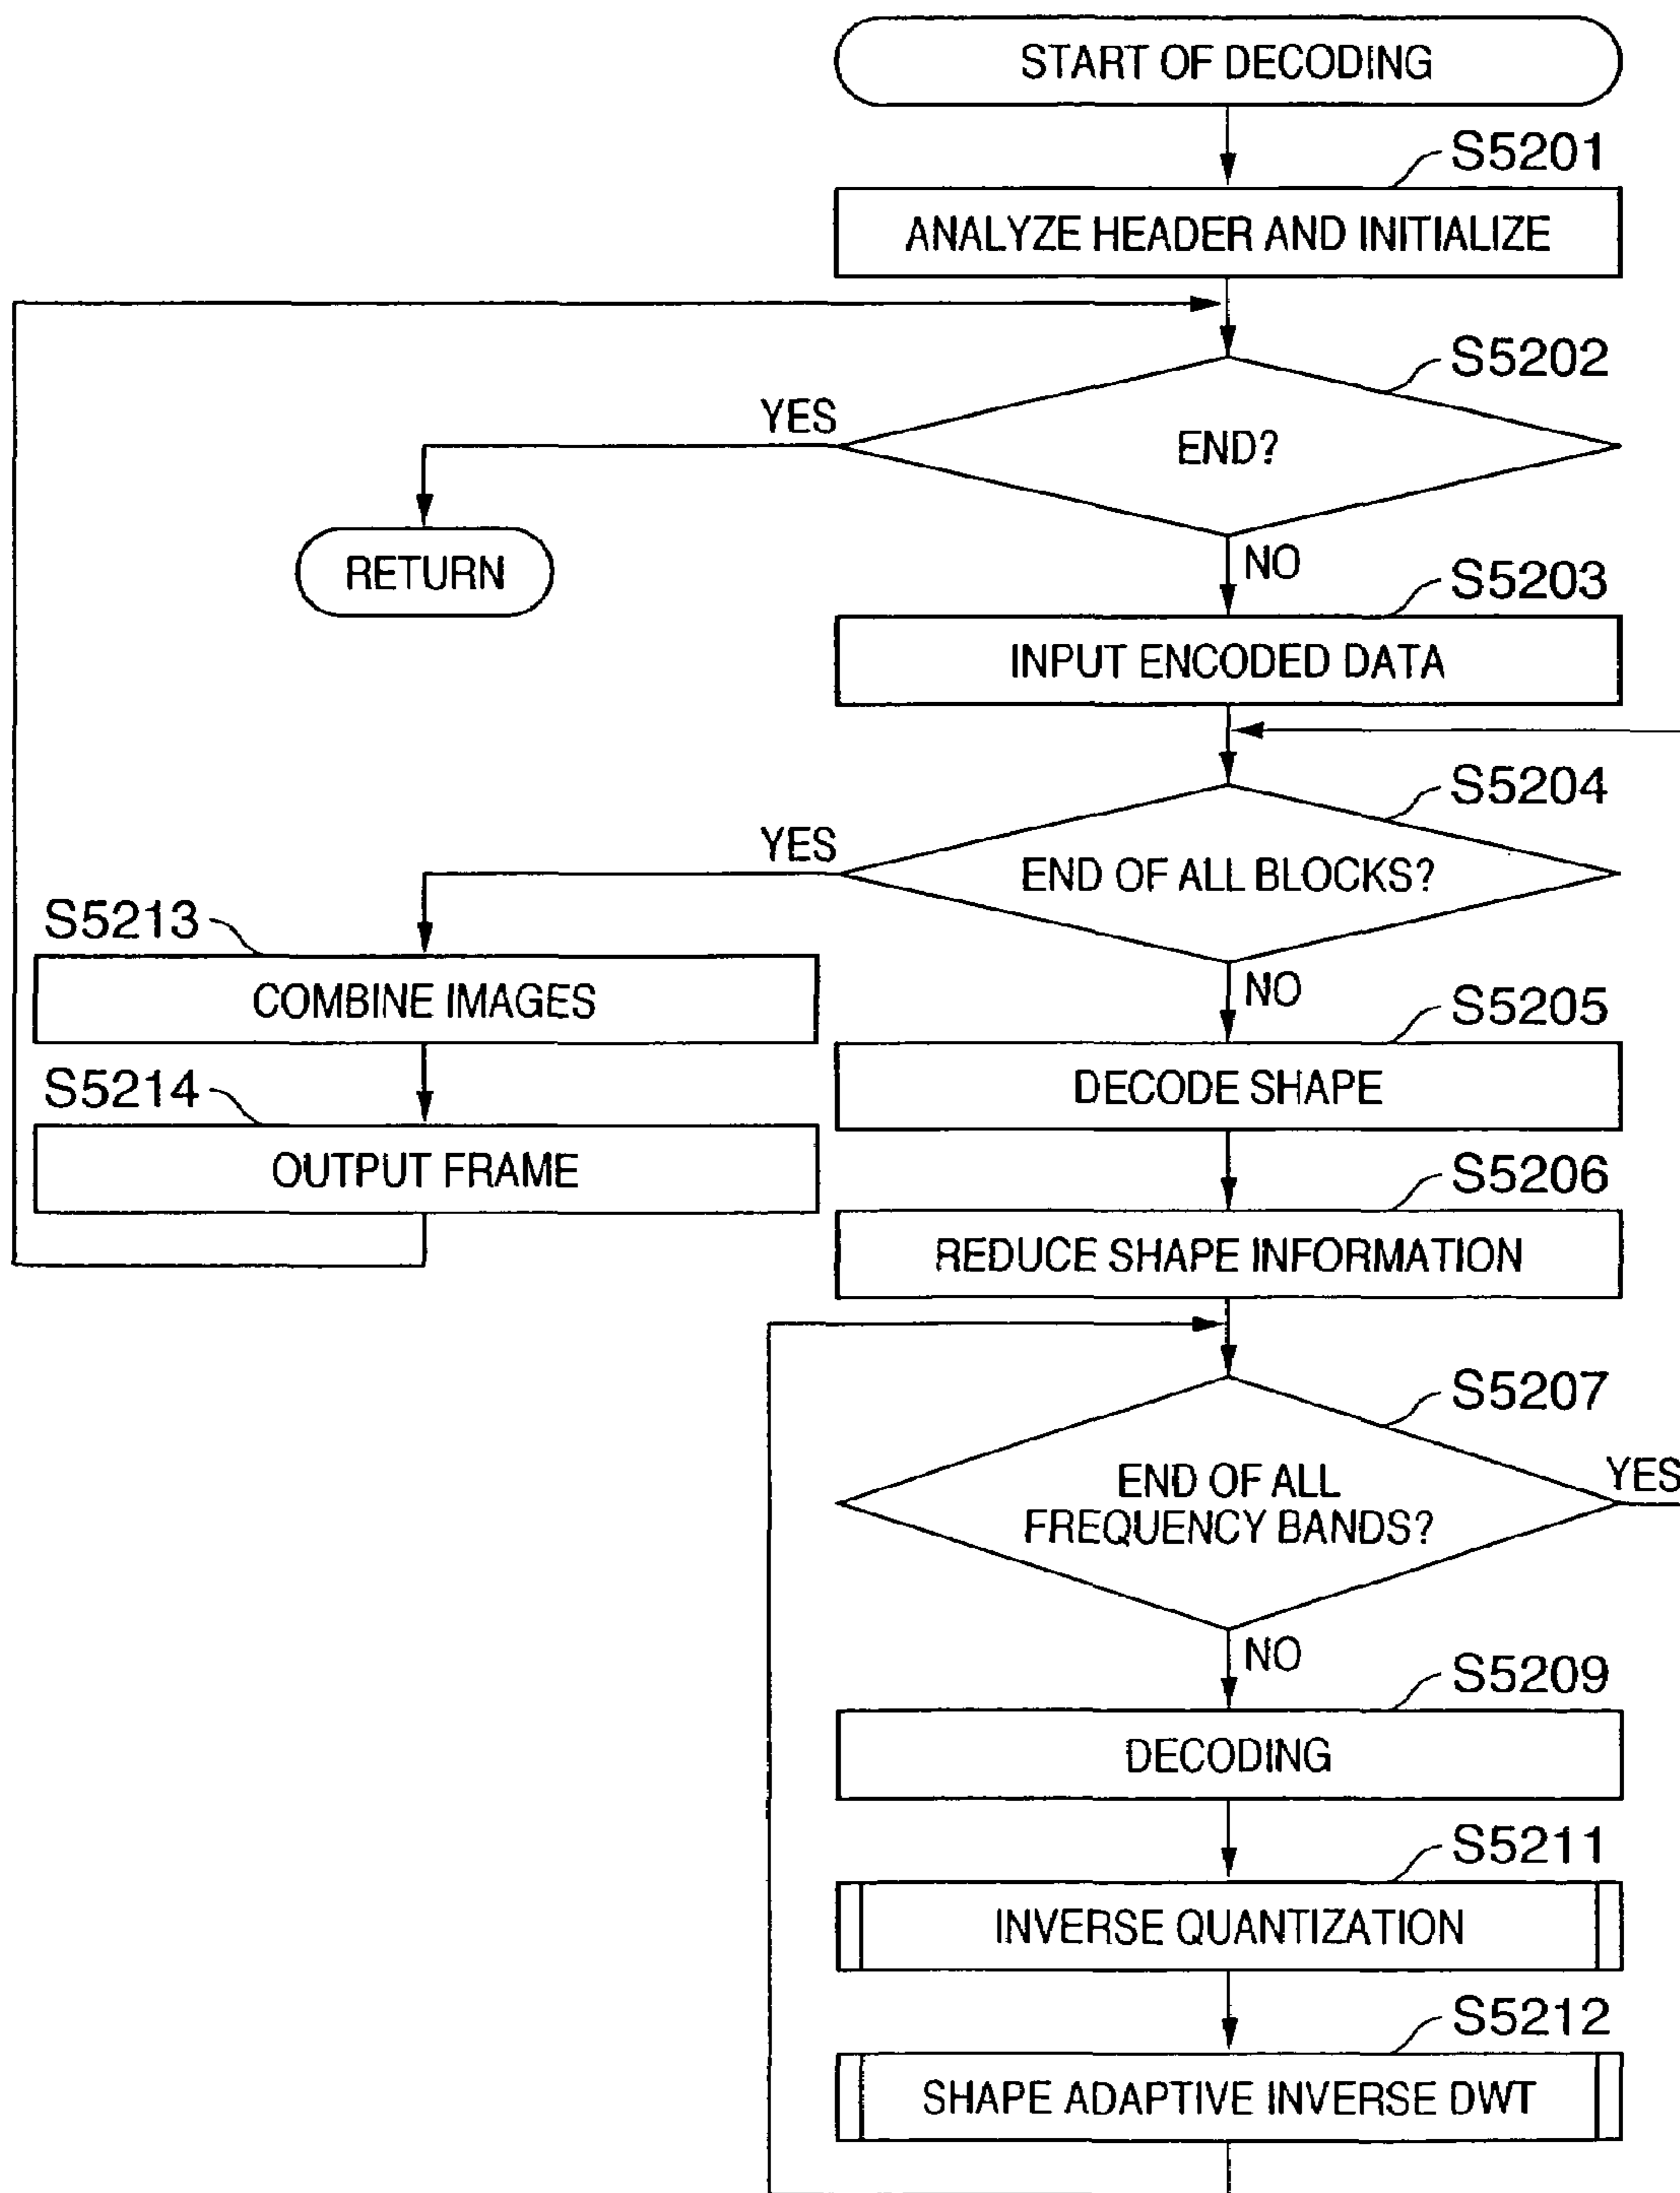 START OF DECODING
S5201
ANALYZE HEADER AND INITIALIZE
S5202
YES
END?
RETURN
NO
S5203
INPUT ENCODED DATA
S5204
YES
END OF ALL BLOCKS?
S5213
COMBINE IMAGES
NO
S5205
DECODE SHAPE
S5214
OUTPUT FRAME
S5206
REDUCE SHAPE INFORMATION
S5207
END OF ALL
FREQUENCY BANDS?
YES
NO
S5209
DECODING
S5211
INVERSE QUANTIZATION
S5212
SHAPE ADAPTIVE INVERSE DWT